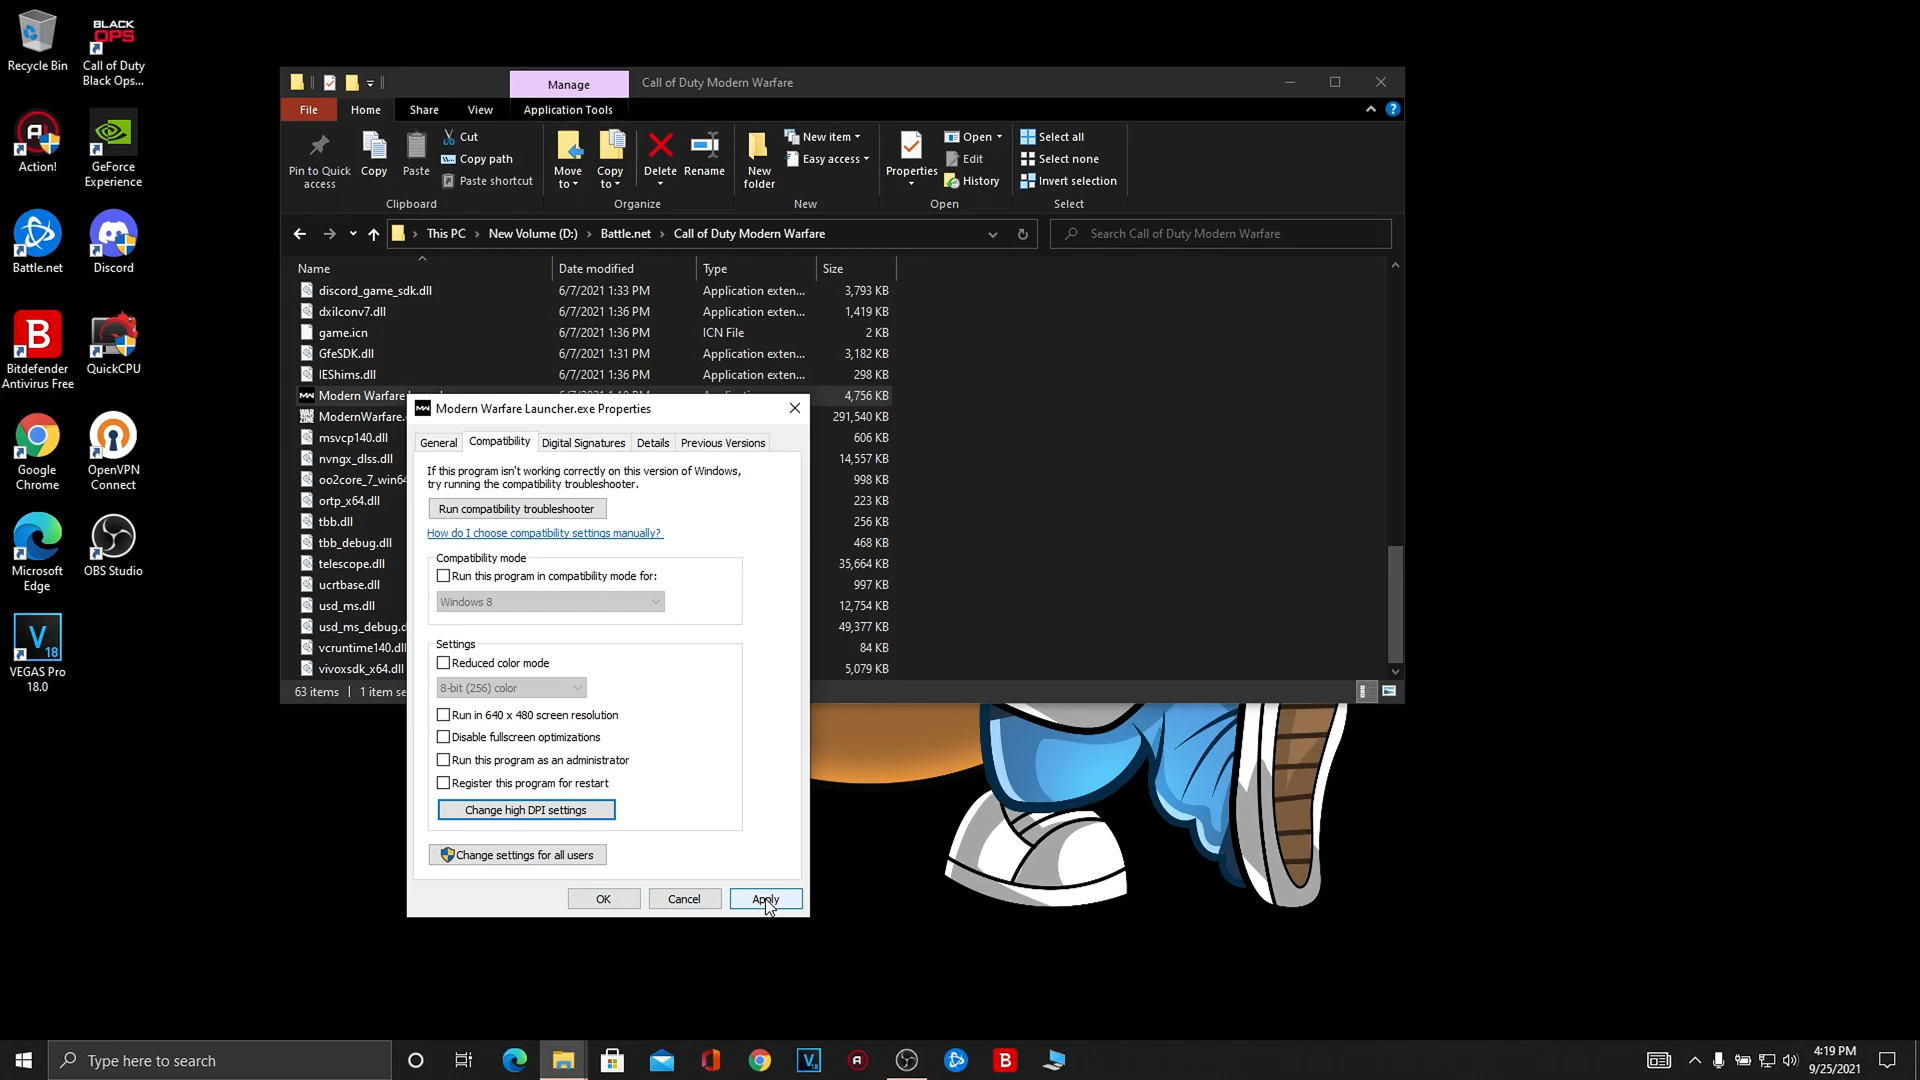 Recycle Bin
BLACK
OPS
Call of Duty
Black Ops...
Action!
GeForce
Experience
Battle.net
Discord
Bitdefender
Antivirus Free
QuickCPU
Google
Chrome
OpenVPN
Connect
Microsoft
Edge
OBS Studio
VEGAS Pro
18.0
Manage
Call of Duty Modern Warfare
File
Home
Share
View
Application Tools
Pin to Quick
access
Copy
Paste
Cut
Copy path
Paste shortcut
Clipboard
Move
to
Copy
to
Delete
Rename
Organize
New
folder
New item
Easy access
New
Properties
Open
Edit
History
Open
Select all
Select none
Invert selection
Select
This PC > New Volume (D:) > Battle.net > Call of Duty Modern Warfare
Search Call of Duty Modern Warfare
Name Date modified Type Size
discord_game_sdk.dll 6/7/2021 1:33 PM Application exten... 3,793 KB
dxilconv7.dll 6/7/2021 1:36 PM Application exten... 1,419 KB
game.icn 6/7/2021 1:36 PM ICN File 2 KB
GfeSDK.dll 6/7/2021 1:31 PM Application exten... 3,182 KB
IEShims.dll 6/7/2021 1:36 PM Application exten... 298 KB
Modern Warfare 4,756 KB
ModernWarfare. 291,540 KB
msvcp140.dll 606 KB
nvngx_dlss.dll 14,557 KB
oo2core_7_win64 998 KB
ortp_x64.dll 223 KB
tbb.dll 256 KB
tbb_debug.dll 468 KB
telescope.dll 35,664 KB
ucrtbase.dll 997 KB
usd_ms.dll 12,754 KB
usd_ms_debug.d 49,377 KB
vcruntime140.dll 84 KB
vivoxsdk_x64.dll 5,079 KB
63 items 1 item se
Modern Warfare Launcher.exe Properties
General Compatibility Digital Signatures Details Previous Versions
If this program isn't working correctly on this version of Windows,
try running the compatibility troubleshooter.
Run compatibility troubleshooter
How do I choose compatibility settings manually?
Compatibility mode
Run this program in compatibility mode for:
Windows 8
Settings
Reduced color mode
8-bit (256) color
Run in 640 x 480 screen resolution
Disable fullscreen optimizations
Run this program as an administrator
Register this program for restart
Change high DPI settings
Change settings for all users
OK Cancel Apply
Type here to search
4:19 PM
9/25/2021